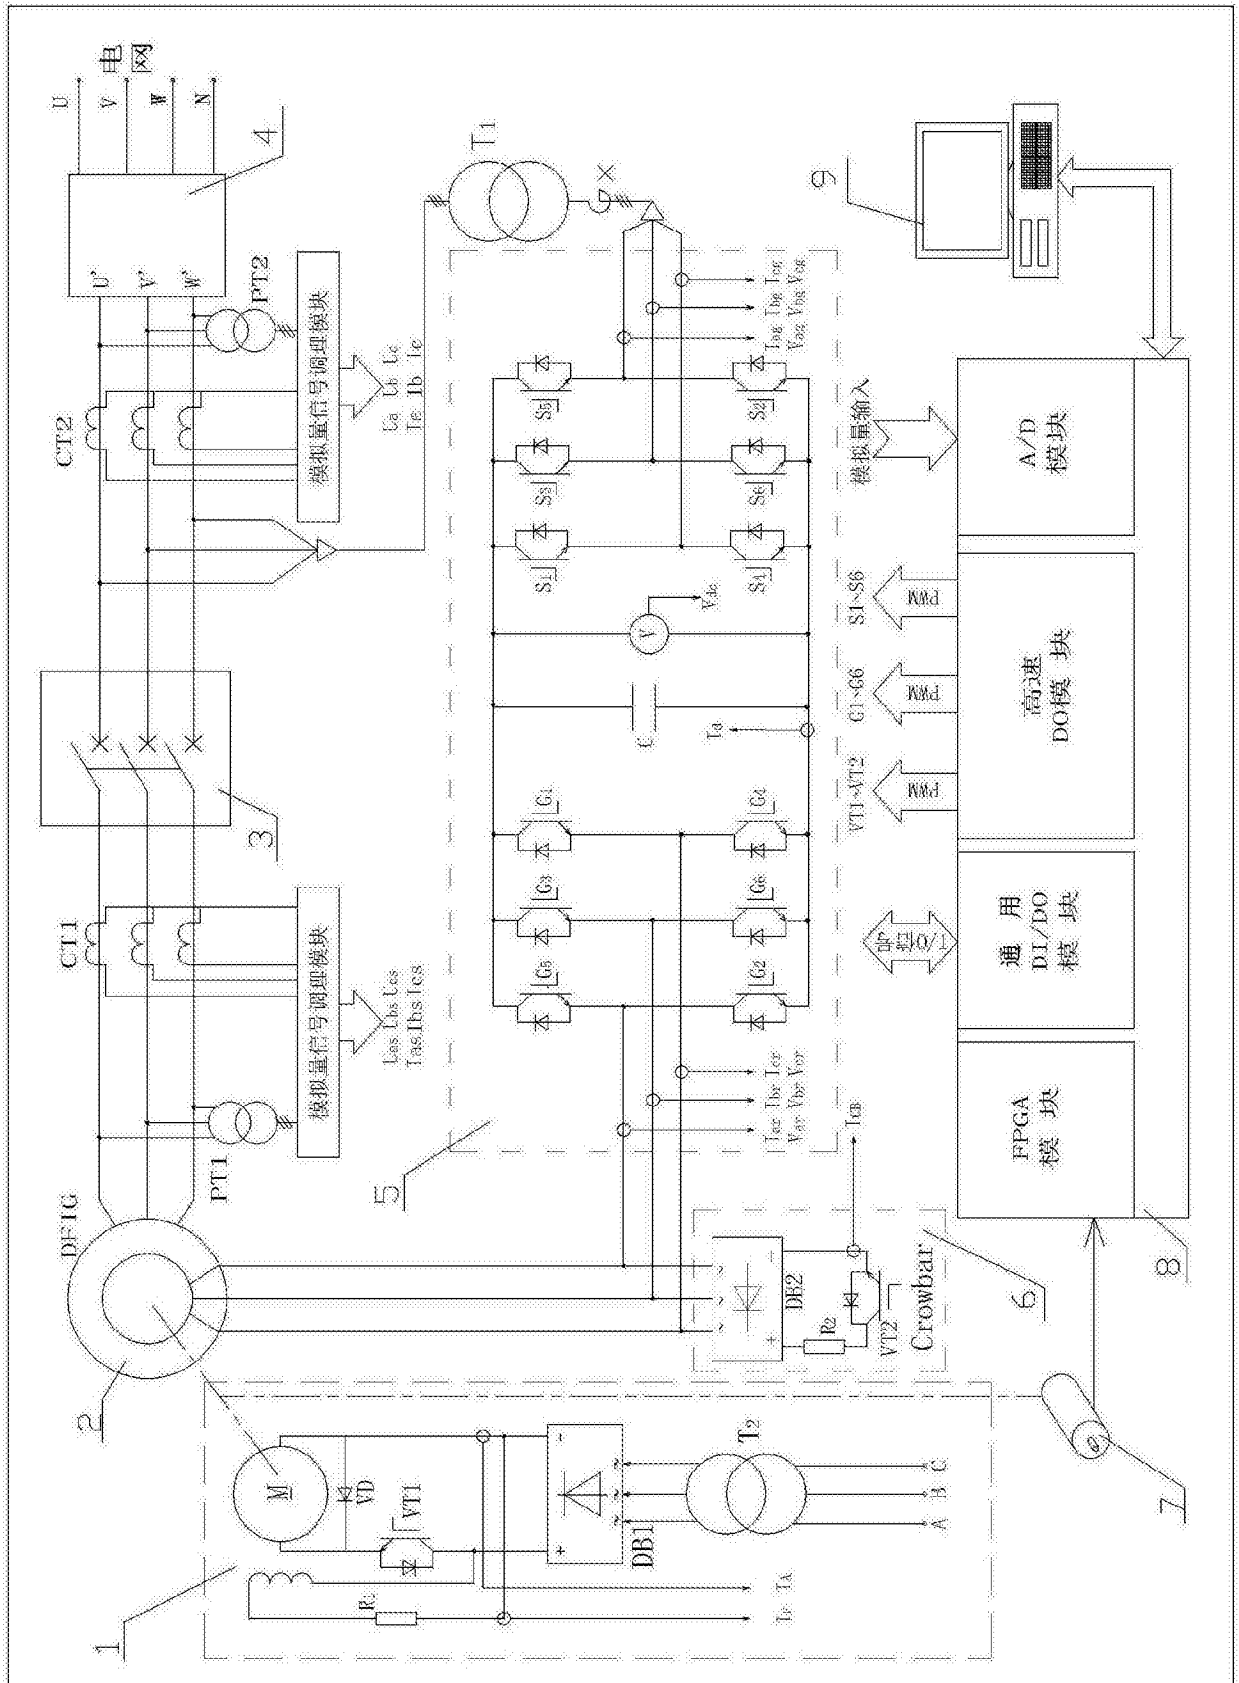 电网
U
V
W
N
4
U'
V'
W'
PT2
CT2
模拟量信号调理模块
Ua Ub Uc
Ia Ib Ic
T1
3
CT1
模拟量信号调理模块
Uas Ubs Ucs
Ias Ibs Ics
PT1
DFIG
2
5
S5
S3
S1
S2
S6
S4
Iag Ibg Icg
Vag Vbg Vcg
V
Vdc
C
G1
G3
G5
G4
G6
G2
Iar Ibr Icr
Var Vbr Vcr
ICB
DB2
R2
VT2
Crowbar
6
1
M
VD
VT1
R1
DB1
T2
A
B
C
7
9
模拟量输入
A/D
模块
S1~S6
PWM
G1~G6
PWM
VT1~VT2
PWM
高速
DO模 块
I/O信号
通 用
DI/DO
模 块
FPGA
模 块
8